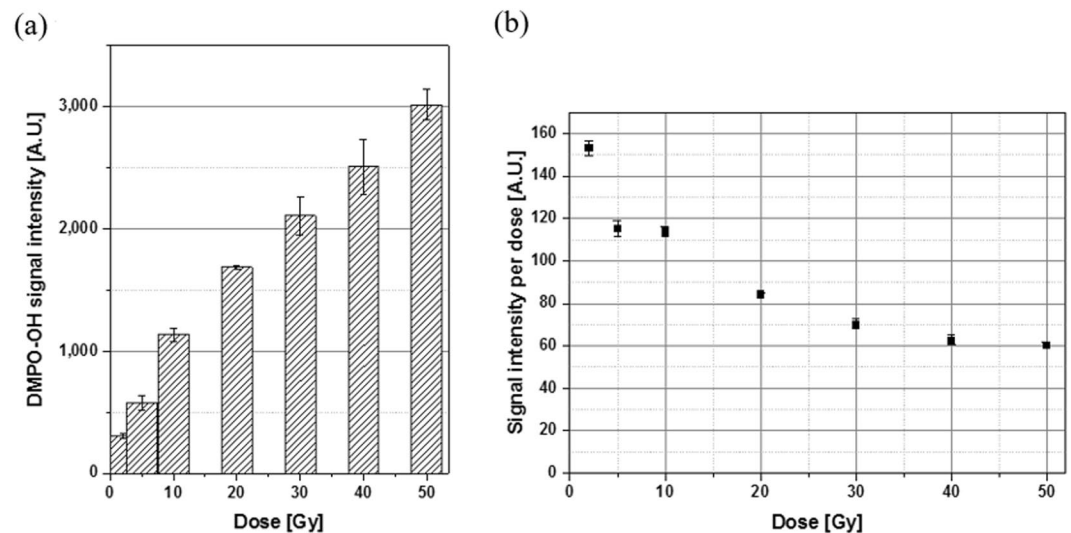 (a)
DMPO-OH signal intensity [A.U.]
3,000
2,000
1,000
0
0 10 20 30 40 50
Dose [Gy]
(b)
Signal intensity per dose [A.U.]
160
140
120
100
80
60
40
20
0
0 10 20 30 40 50
Dose [Gy]